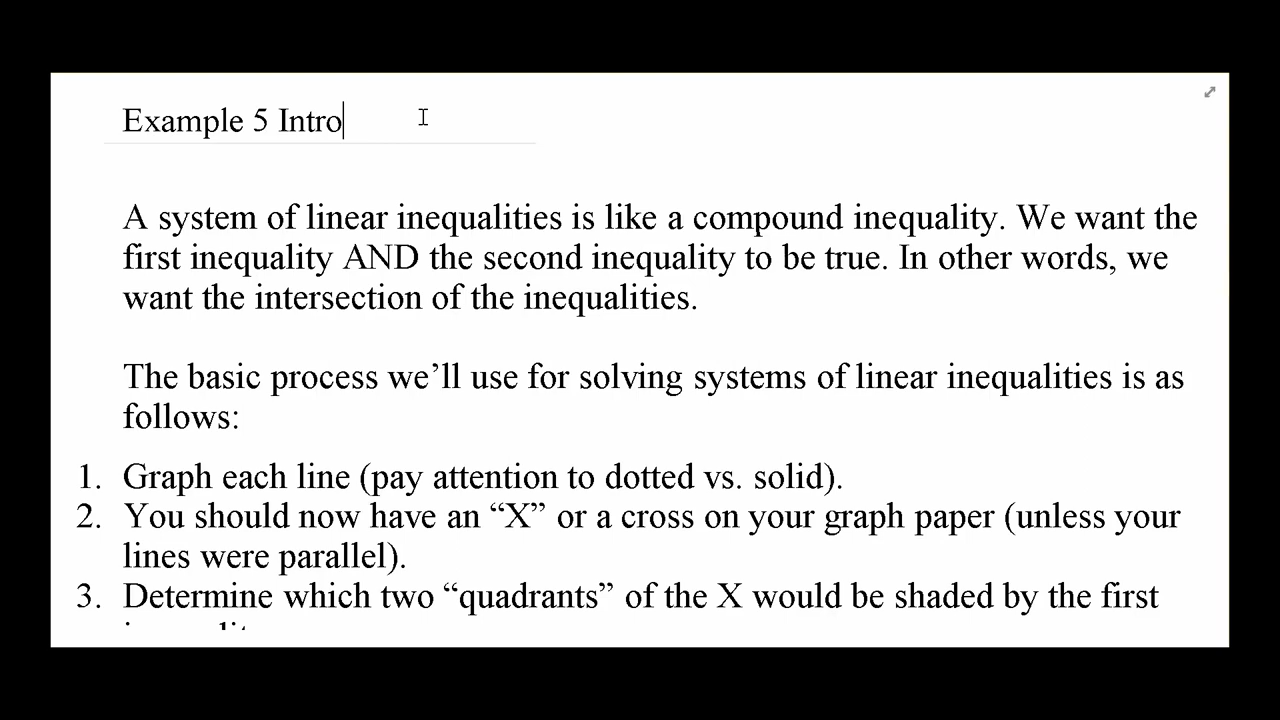 Example 5 Intro
A system of linear inequalities is like a compound inequality. We want the
first inequality AND the second inequality to be true. In other words, we
want the intersection of the inequalities.
The basic process we’ll use for solving systems of linear inequalities is as
follows:
1. Graph each line (pay attention to dotted vs. solid).
2. You should now have an “X” or a cross on your graph paper (unless your
lines were parallel).
3. Determine which two “quadrants” of the X would be shaded by the first